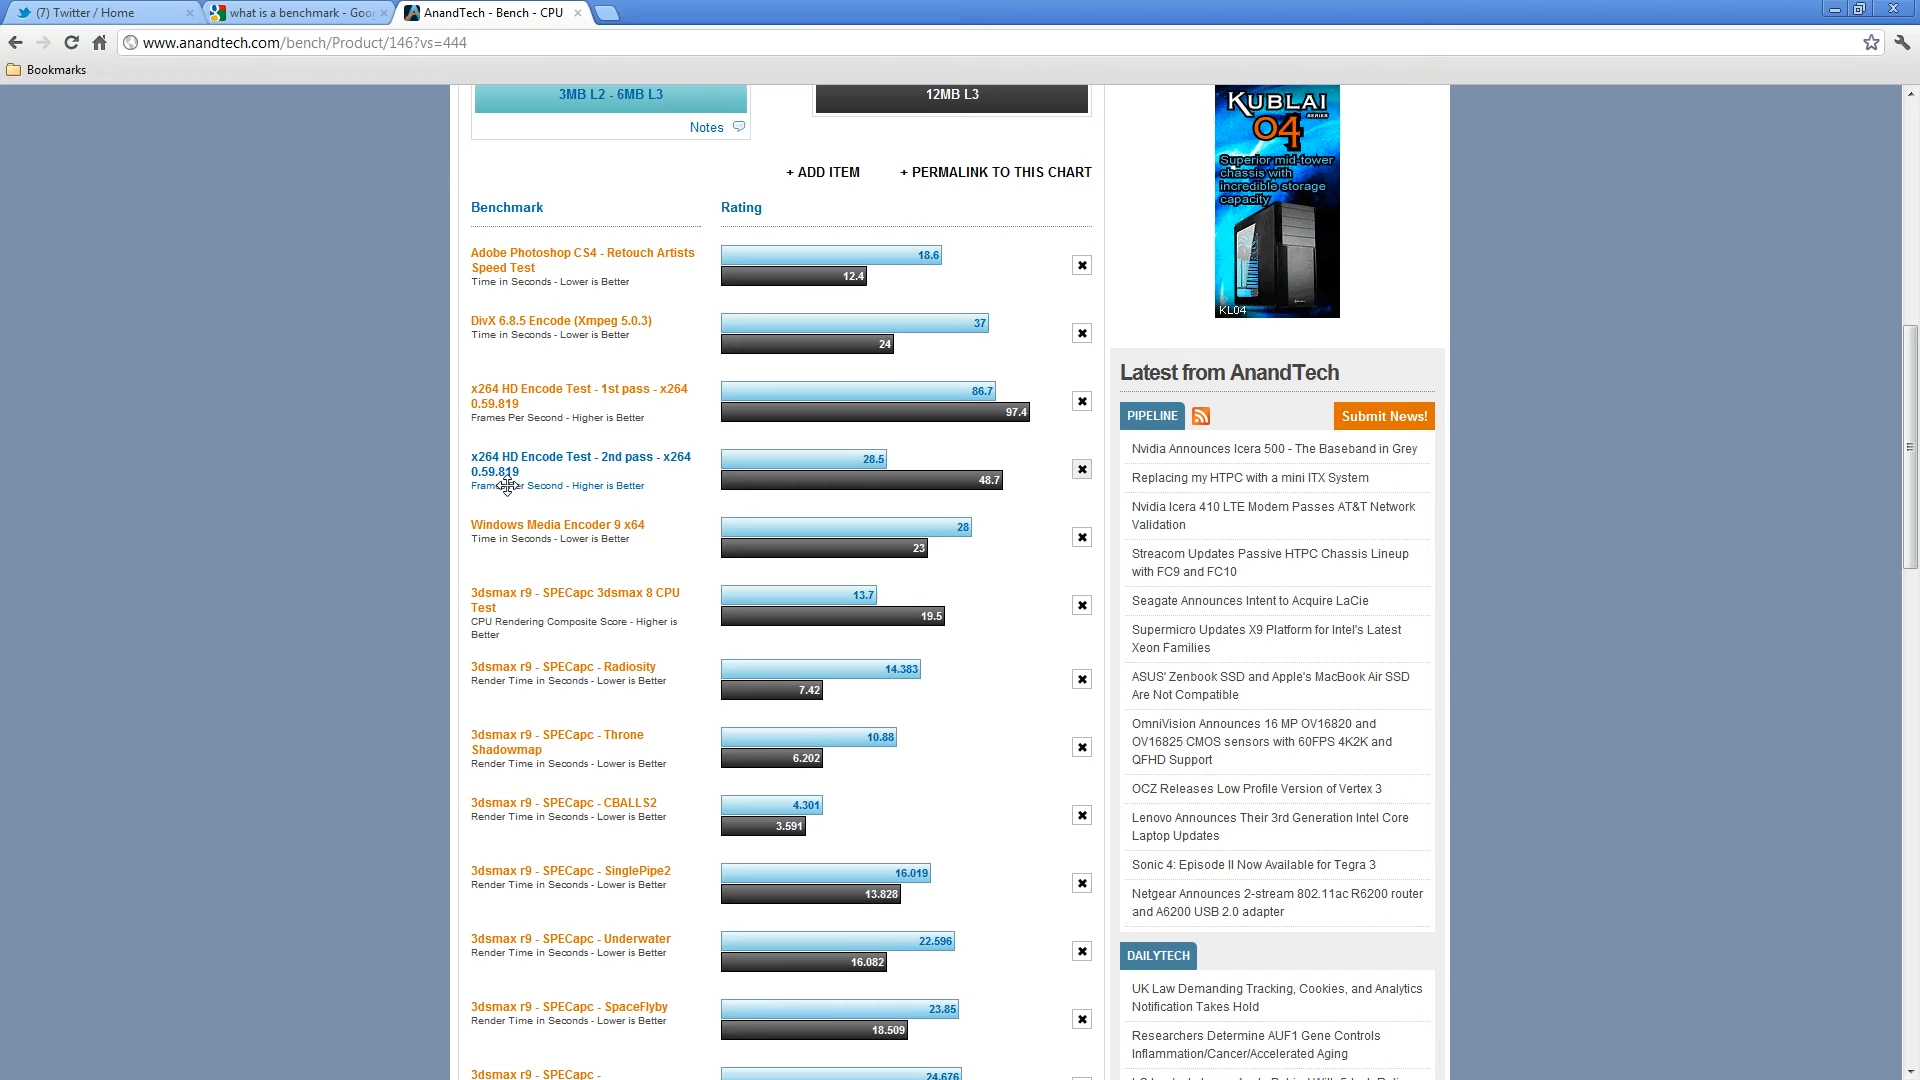 (7) Twitter / Home
what is a benchmark - Goo
AnandTech - Bench - CPU
www.anandtech.com/bench/Product/146?vs=444
Bookmarks
3MB L2 - 6MB L3
12MB L3
Notes
+ ADD ITEM
+ PERMALINK TO THIS CHART
Benchmark
Rating
Adobe Photoshop CS4 - Retouch Artists
Speed Test
Time in Seconds - Lower is Better
18.6
12.4
DivX 6.8.5 Encode (Xmpeg 5.0.3)
Time in Seconds - Lower is Better
37
24
x264 HD Encode Test - 1st pass - x264
0.59.819
Frames Per Second - Higher is Better
86.7
97.4
x264 HD Encode Test - 2nd pass - x264
0.59.819
Frames Per Second - Higher is Better
28.5
48.7
Windows Media Encoder 9 x64
Time in Seconds - Lower is Better
28
23
3dsmax r9 - SPECapc 3dsmax 8 CPU
Test
CPU Rendering Composite Score - Higher is
Better
13.7
19.5
3dsmax r9 - SPECapc - Radiosity
Render Time in Seconds - Lower is Better
14.383
7.42
3dsmax r9 - SPECapc - Throne
Shadowmap
Render Time in Seconds - Lower is Better
10.88
6.202
3dsmax r9 - SPECapc - CBALLS2
Render Time in Seconds - Lower is Better
4.301
3.591
3dsmax r9 - SPECapc - SinglePipe2
Render Time in Seconds - Lower is Better
16.019
13.828
3dsmax r9 - SPECapc - Underwater
Render Time in Seconds - Lower is Better
22.596
16.082
3dsmax r9 - SPECapc - SpaceFlyby
Render Time in Seconds - Lower is Better
23.85
18.509
3dsmax r9 - SPECapc -
24.676
KUBLAI
SERIES
04
Superior mid-tower
chassis with
incredible storage
capacity
KL04
Latest from AnandTech
PIPELINE
Submit News!
Nvidia Announces Icera 500 - The Baseband in Grey
Replacing my HTPC with a mini ITX System
Nvidia Icera 410 LTE Modem Passes AT&T Network
Validation
Streacom Updates Passive HTPC Chassis Lineup
with FC9 and FC10
Seagate Announces Intent to Acquire LaCie
Supermicro Updates X9 Platform for Intel's Latest
Xeon Families
ASUS' Zenbook SSD and Apple's MacBook Air SSD
Are Not Compatible
OmniVision Announces 16 MP OV16820 and
OV16825 CMOS sensors with 60FPS 4K2K and
QFHD Support
OCZ Releases Low Profile Version of Vertex 3
Lenovo Announces Their 3rd Generation Intel Core
Laptop Updates
Sonic 4: Episode II Now Available for Tegra 3
Netgear Announces 2-stream 802.11ac R6200 router
and A6200 USB 2.0 adapter
DAILYTECH
UK Law Demanding Tracking, Cookies, and Analytics
Notification Takes Hold
Researchers Determine AUF1 Gene Controls
Inflammation/Cancer/Accelerated Aging